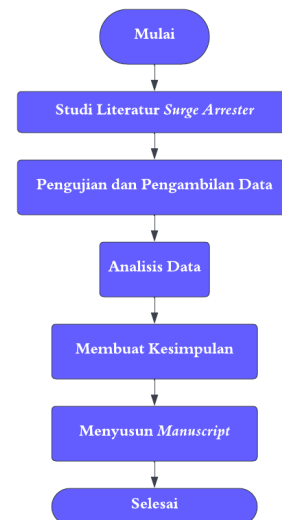 Mulai
Studi Literatur Surge Arrester
Pengujian dan Pengambilan Data
Analisis Data
Membuat Kesimpulan
Menyusun Manuscript
Selesai